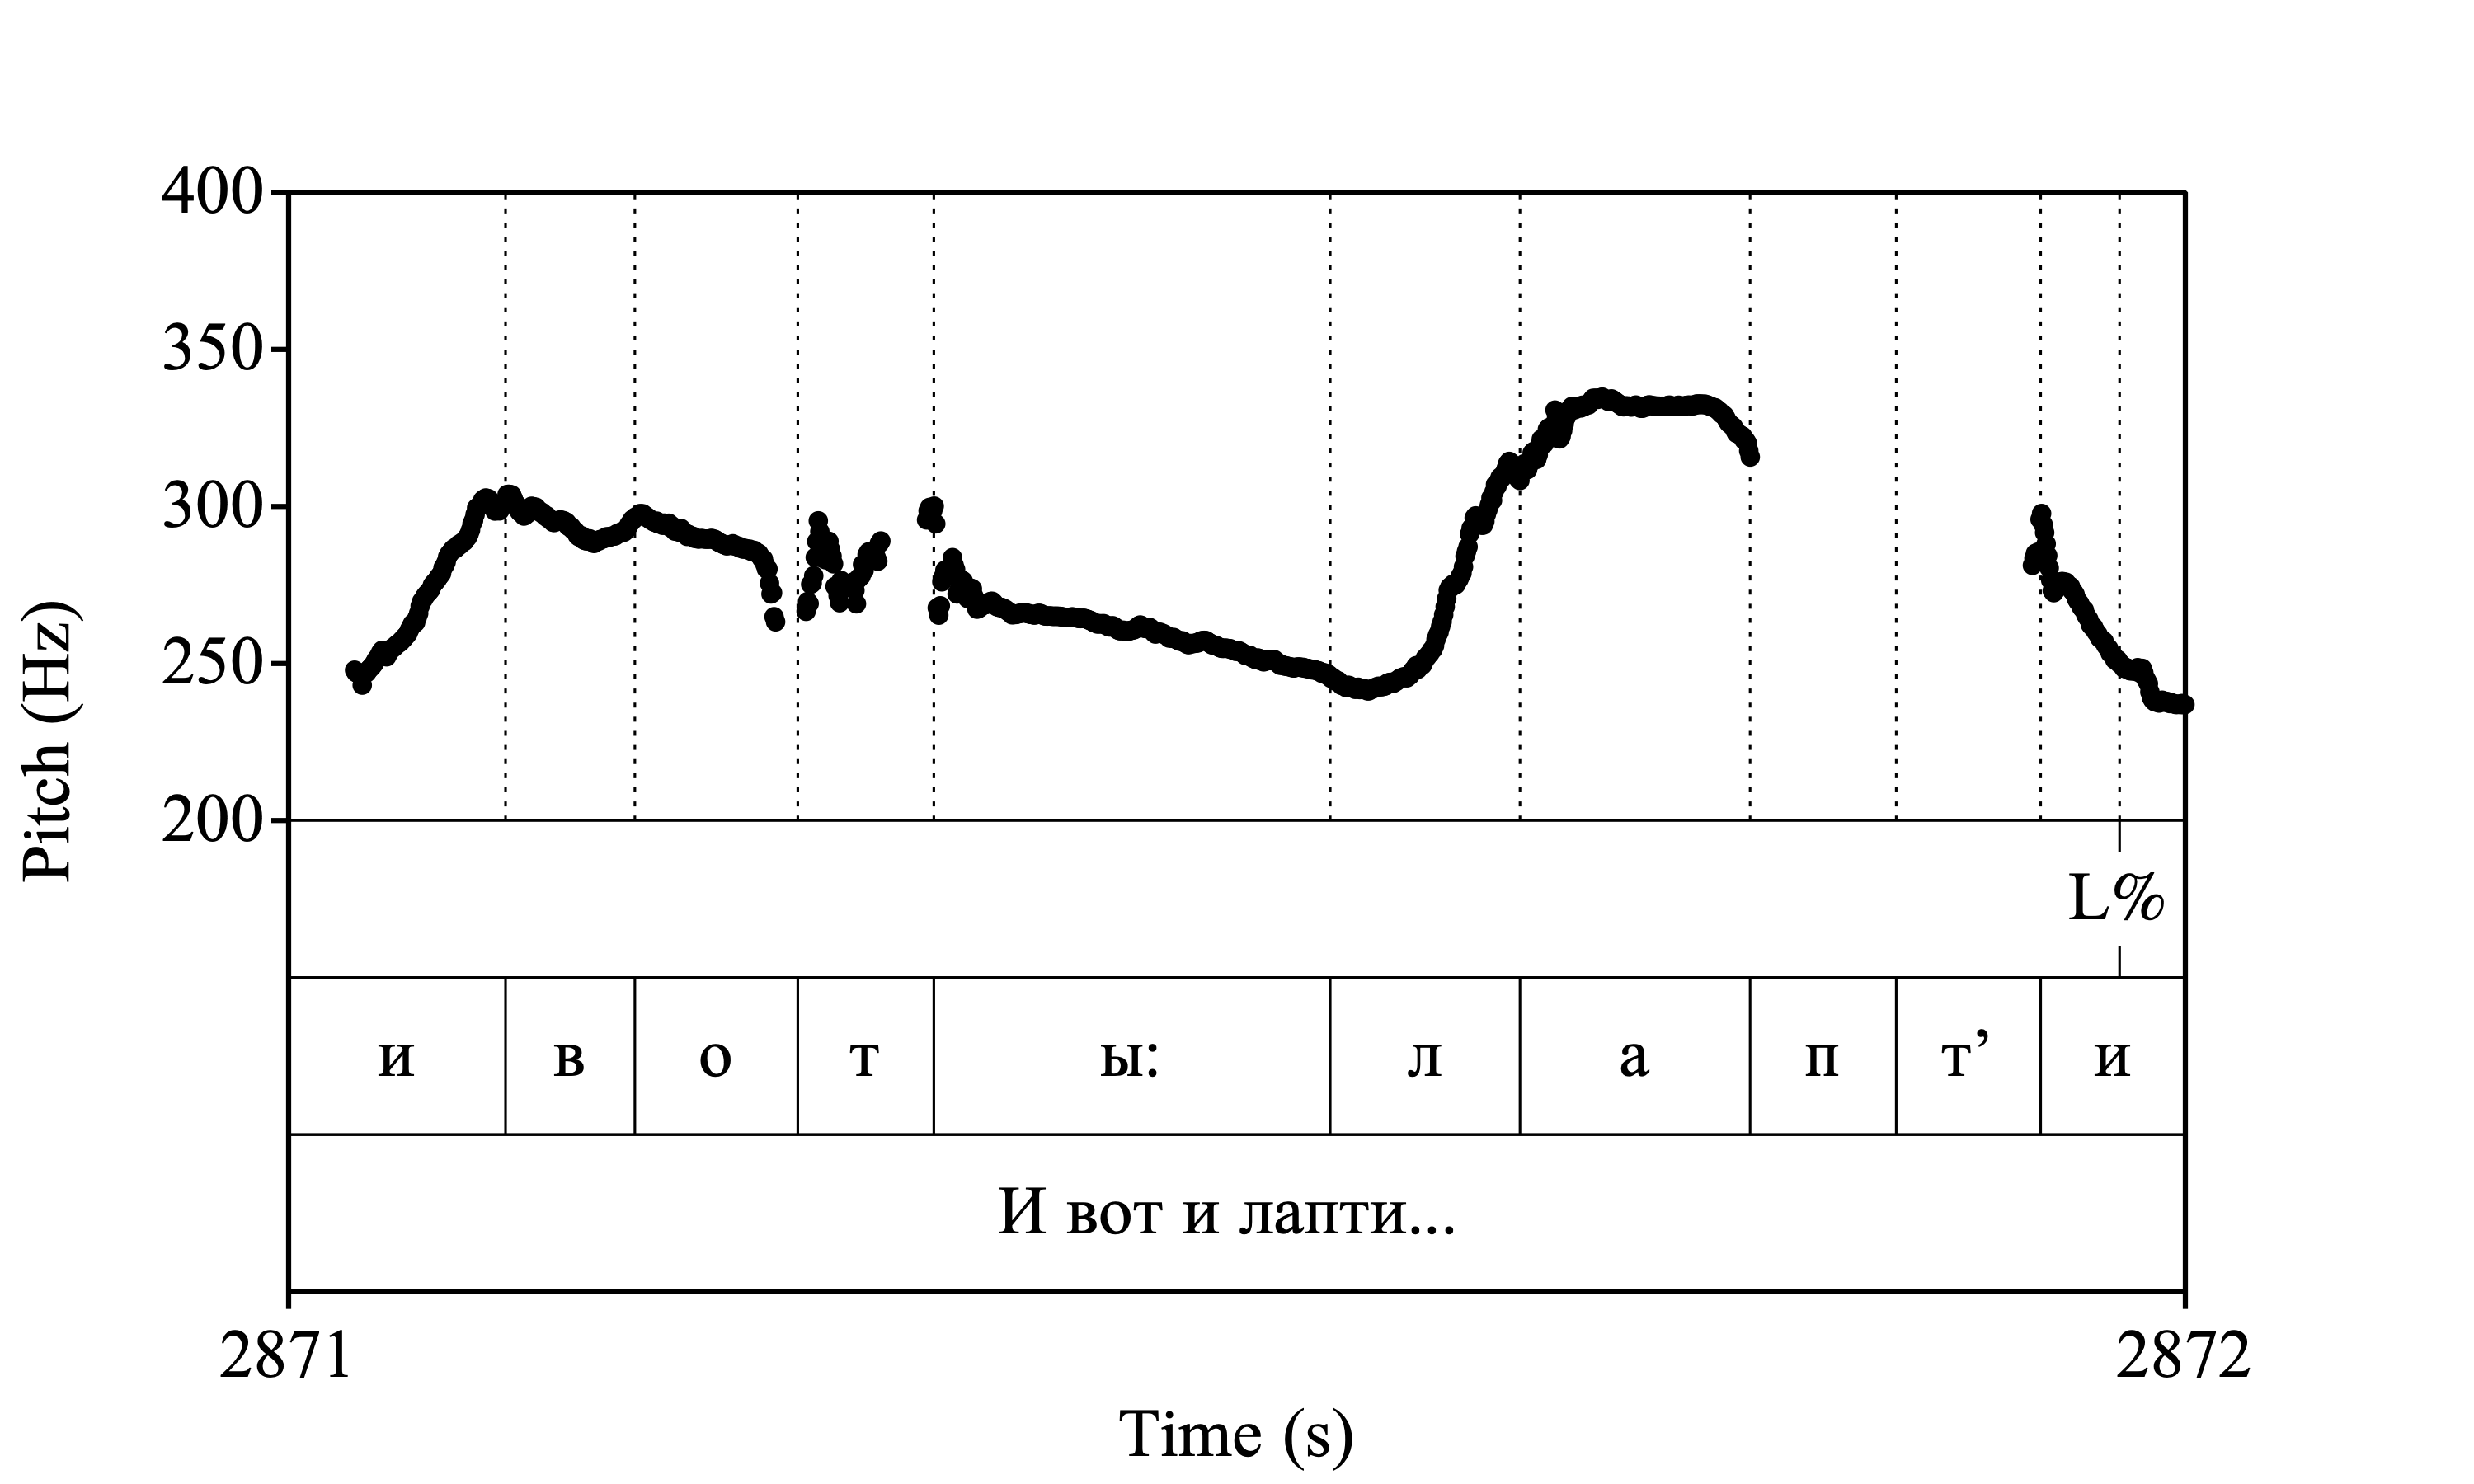 400
350
300
250
200
Pitch (Hz)
L%
и в о т ы: л а п т’ и
И вот и лапти...
2871 2872
Time (s)